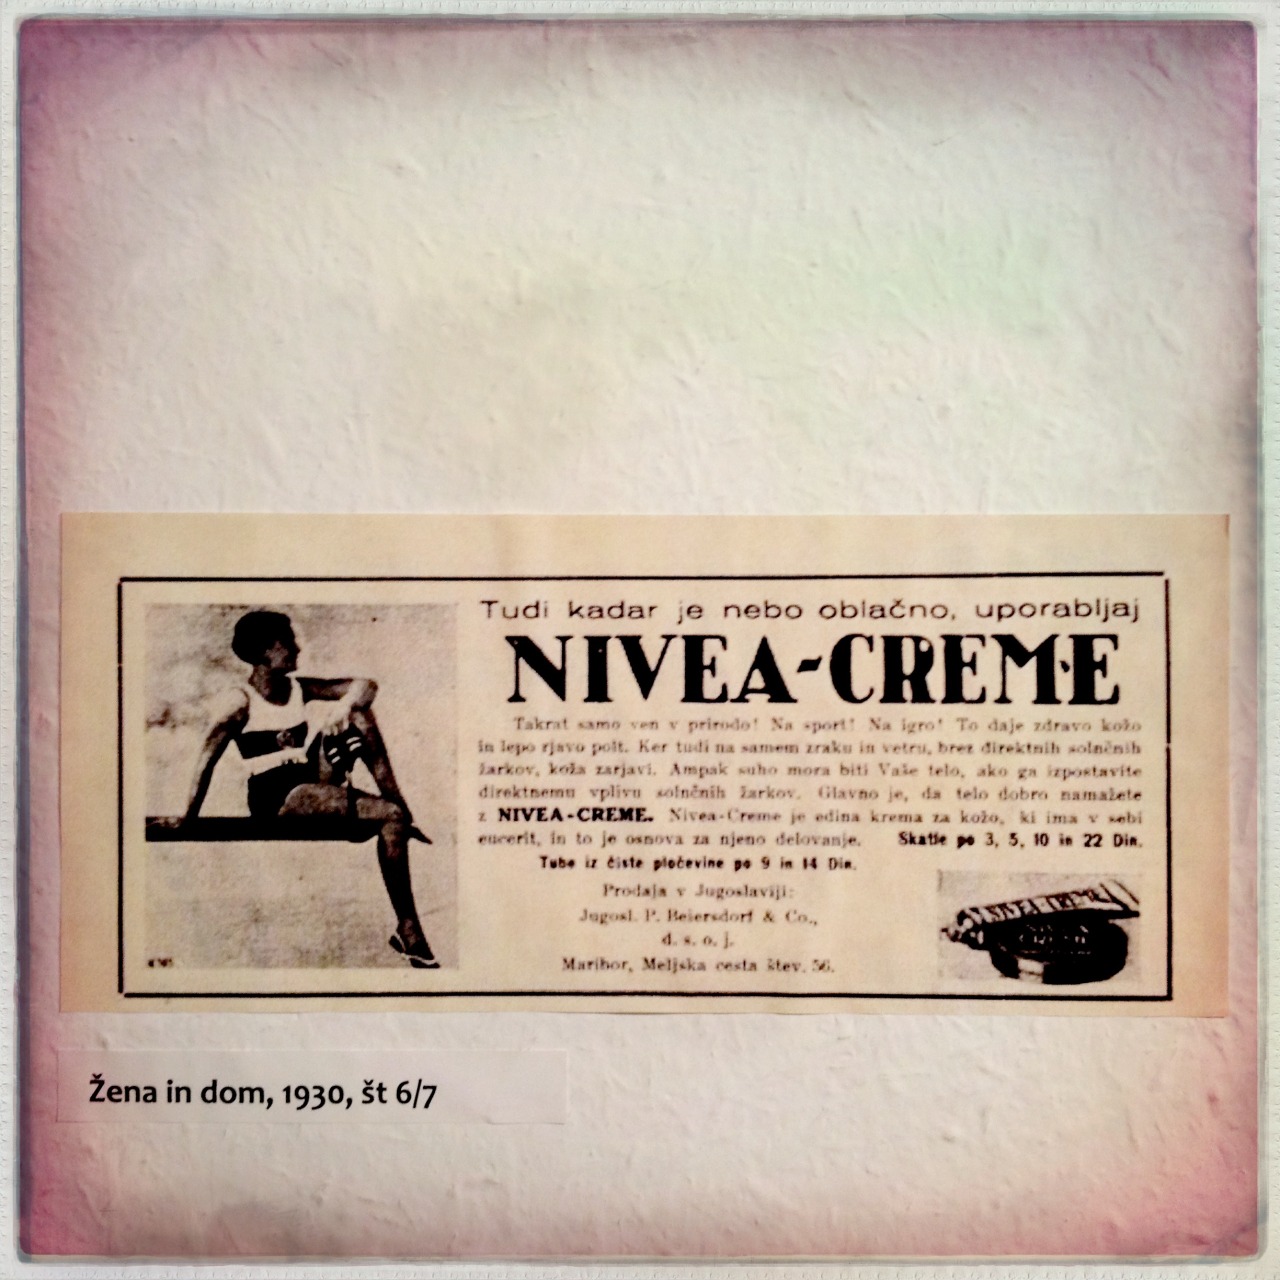 Tudi kadar je nebo oblačno, uporabljaj
NIVEA-CREME
Takrat samo ven v prirodo! Na sport! Na igro! To daje zdravo kožo
in lepo rjavo polt. Ker tudi na samem zraku in vetru, brez direktnih solnčnih
žarkov, koža zarjavi. Ampak suho mora biti Vaše telo, ako ga izpostavite
direktnemu vplivu solnčnih žarkov. Glavno je, da telo dobro namažete
z NIVEA-CREME. Nivea-Creme je edina krema za kožo, ki ima v sebi
eucerit, in to je osnova za njeno delovanje. Škatle po 3, 5, 10 in 22 Din.
Tube iz čiste pločevine po 9 in 14 Din.
Prodaja v Jugoslaviji:
Jugosl. P. Beiersdorf & Co.,
d. s. o. j.
Maribor, Meljska cesta štev. 56.
NIVEA CREME
Žena in dom, 1930, št 6/7